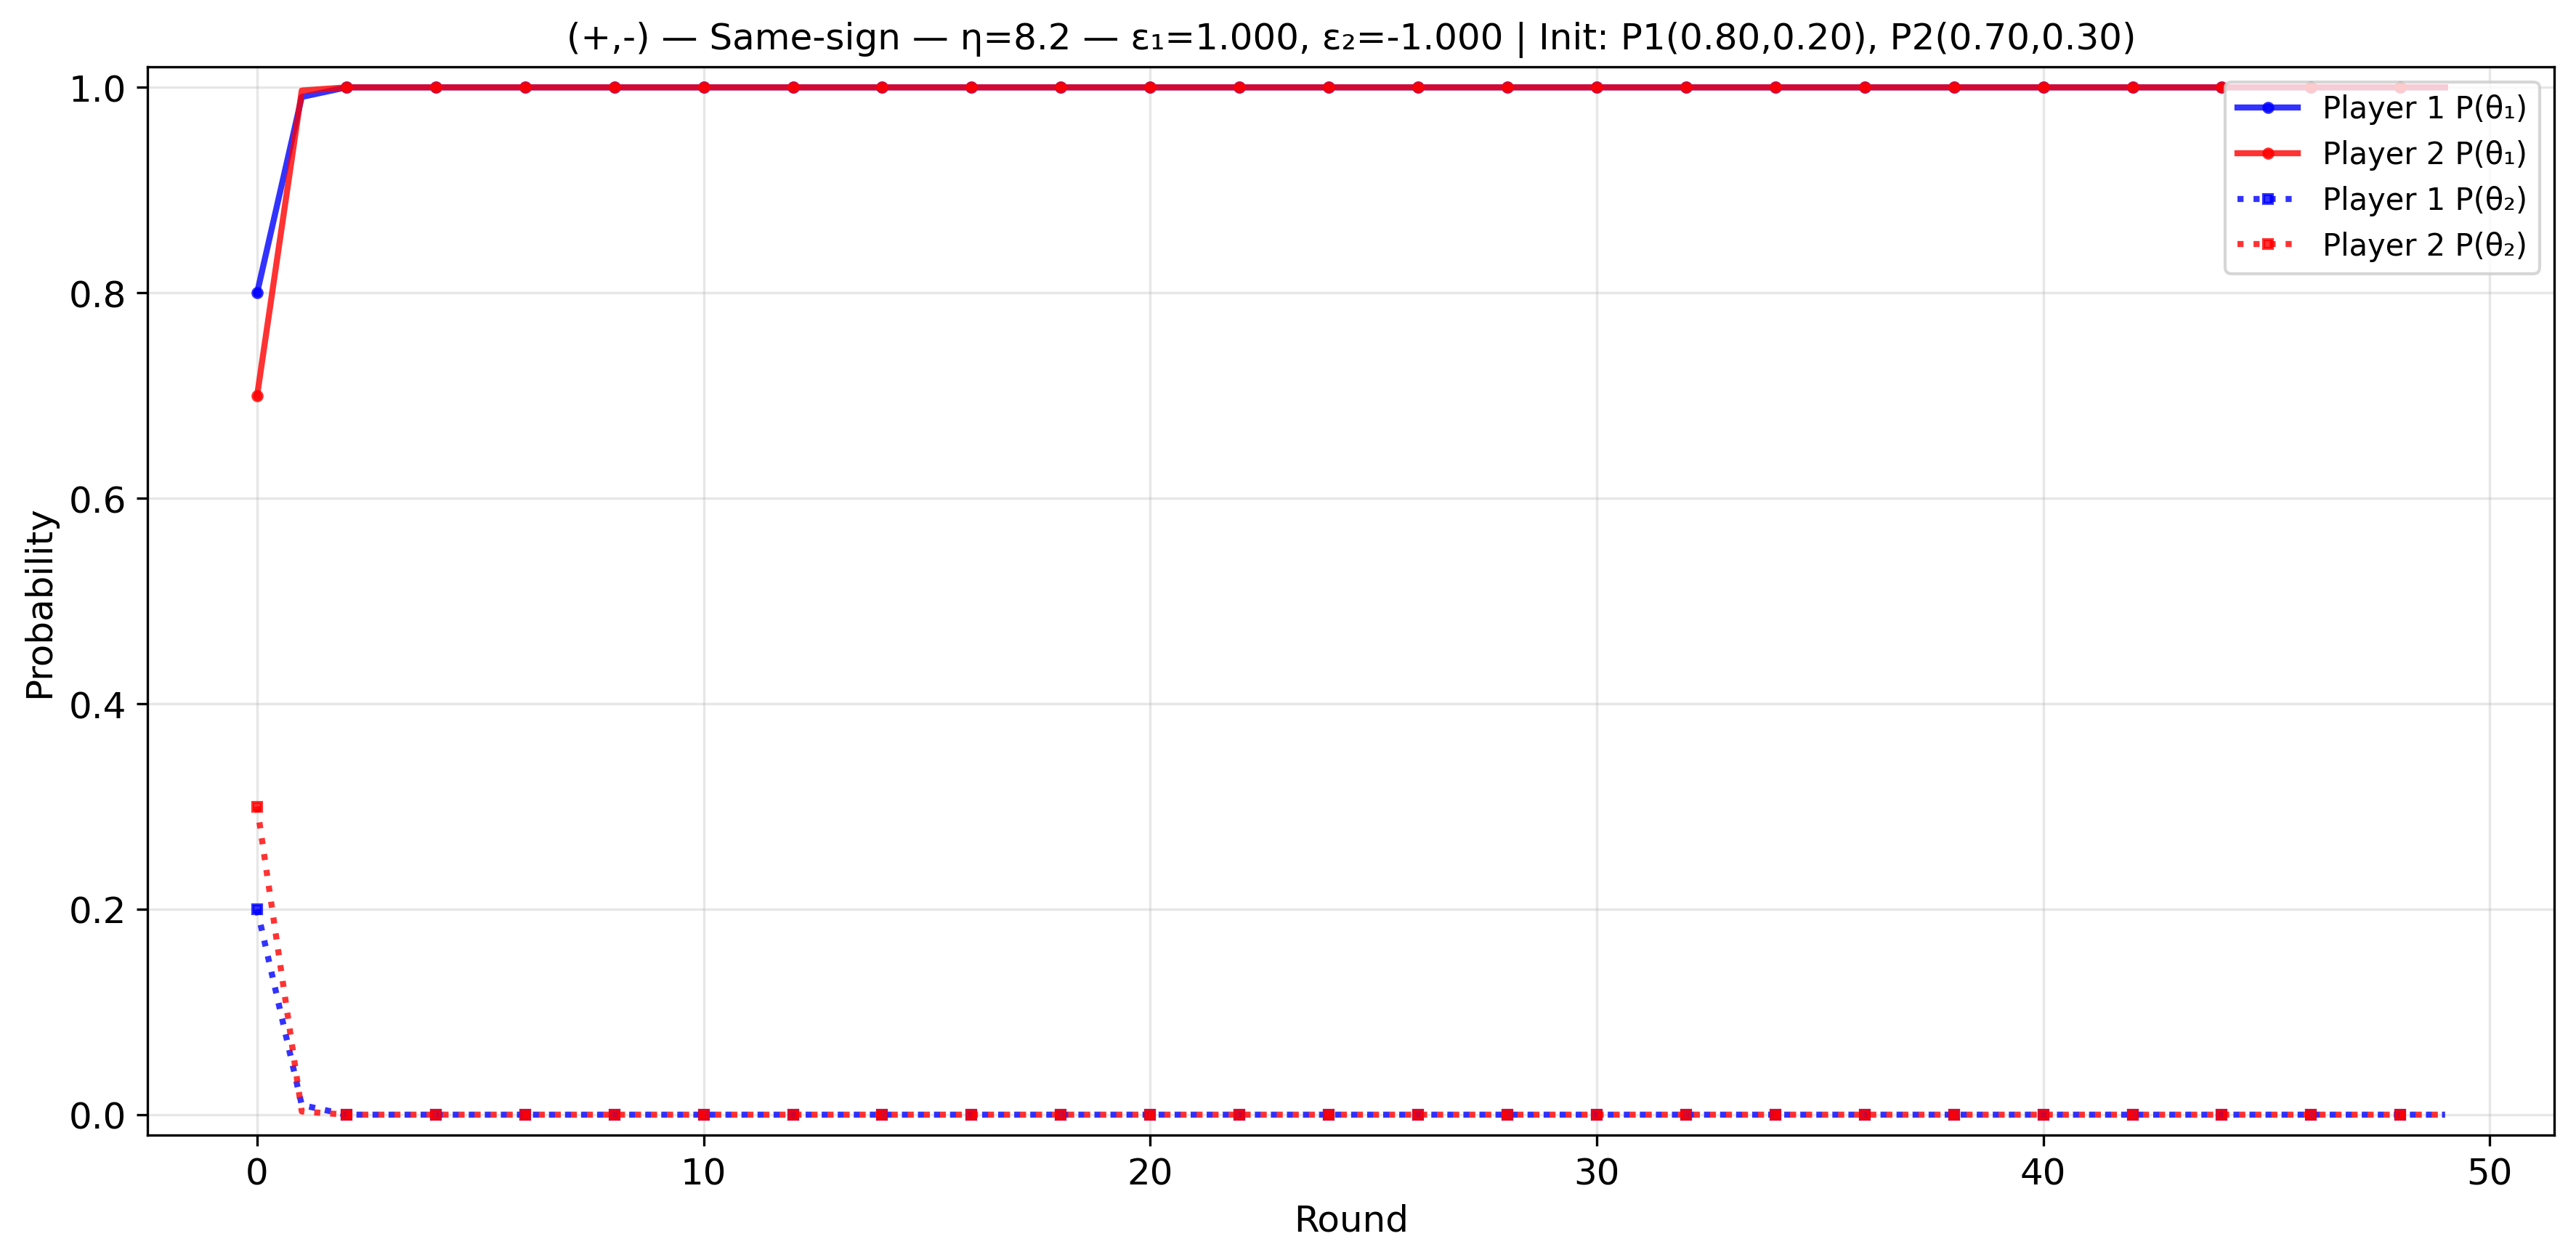 (+,-) — Same-sign — η=8.2 — ε₁=1.000, ε₂=-1.000 | Init: P1(0.80,0.20), P2(0.70,0.30)
1.0
0.8
0.6
0.4
0.2
0.0
Probability
Player 1 P(θ₁)
Player 2 P(θ₁)
Player 1 P(θ₂)
Player 2 P(θ₂)
0 10 20 30 40 50
Round